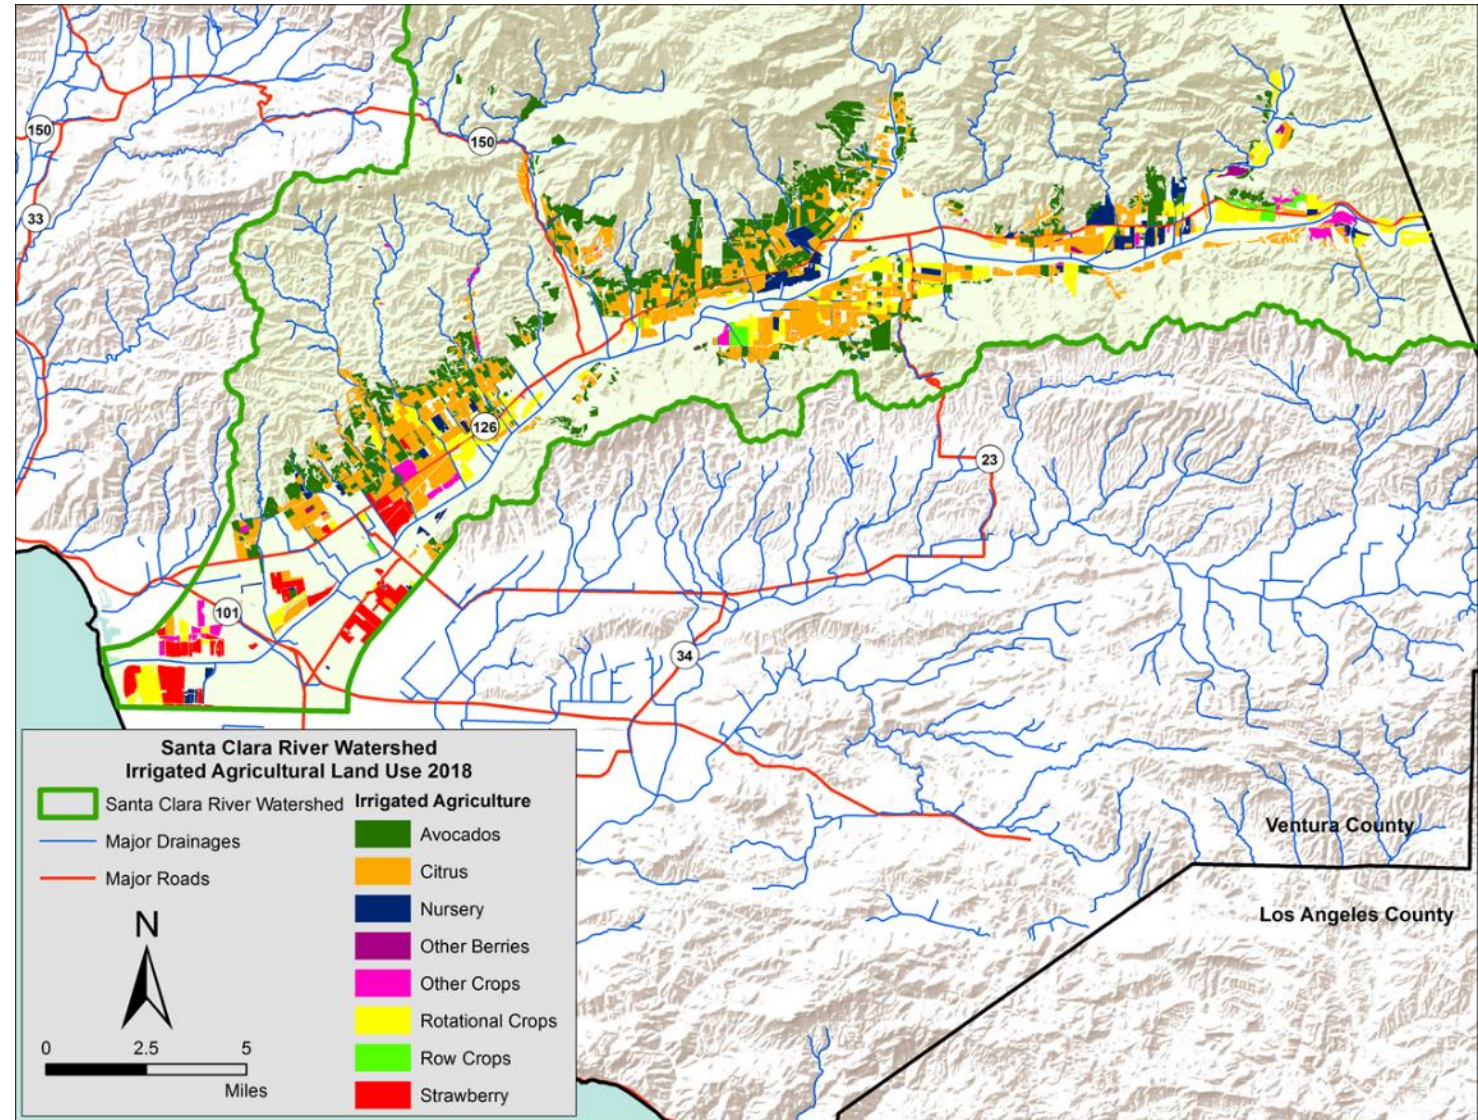 150
150
33
126
23
101
34
Ventura County
Los Angeles County
Santa Clara River Watershed
Irrigated Agricultural Land Use 2018
Santa Clara River Watershed
Major Drainages
Major Roads
N
0 2.5 5
Miles
Irrigated Agriculture
Avocados
Citrus
Nursery
Other Berries
Other Crops
Rotational Crops
Row Crops
Strawberry